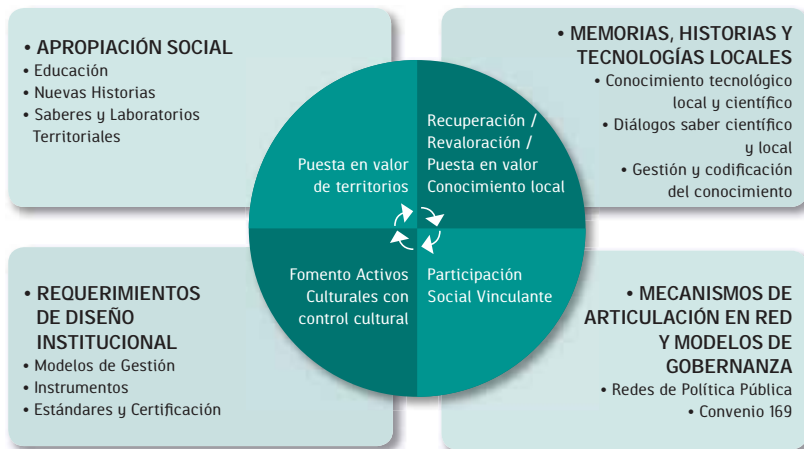 • APROPIACIÓN SOCIAL
• Educación
• Nuevas Historias
• Saberes y Laboratorios
Territoriales
• MEMORIAS, HISTORIAS Y
TECNOLOGÍAS LOCALES
• Conocimiento tecnológico
local y científico
• Diálogos saber científico
y local
• Gestión y codificación
del conocimiento
Puesta en valor
de territorios
Recuperación /
Revaloración /
Puesta en valor
Conocimiento local
Fomento Activos
Culturales con
control cultural
Participación
Social Vinculante
• REQUERIMIENTOS
DE DISEÑO
INSTITUCIONAL
• Modelos de Gestión
• Instrumentos
• Estándares y Certificación
• MECANISMOS DE
ARTICULACIÓN EN RED
Y MODELOS DE
GOBERNANZA
• Redes de Política Pública
• Convenio 169